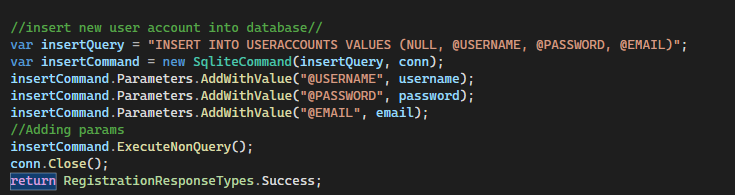 //insert new user account into database//
var insertQuery = "INSERT INTO USERACCOUNTS VALUES (NULL, @USERNAME, @PASSWORD, @EMAIL)";
var insertCommand = new SqliteCommand(insertQuery, conn);
insertCommand.Parameters.AddWithValue("@USERNAME", username);
insertCommand.Parameters.AddWithValue("@PASSWORD", password);
insertCommand.Parameters.AddWithValue("@EMAIL", email);
//Adding params
insertCommand.ExecuteNonQuery();
conn.Close();
return RegistrationResponseTypes.Success;